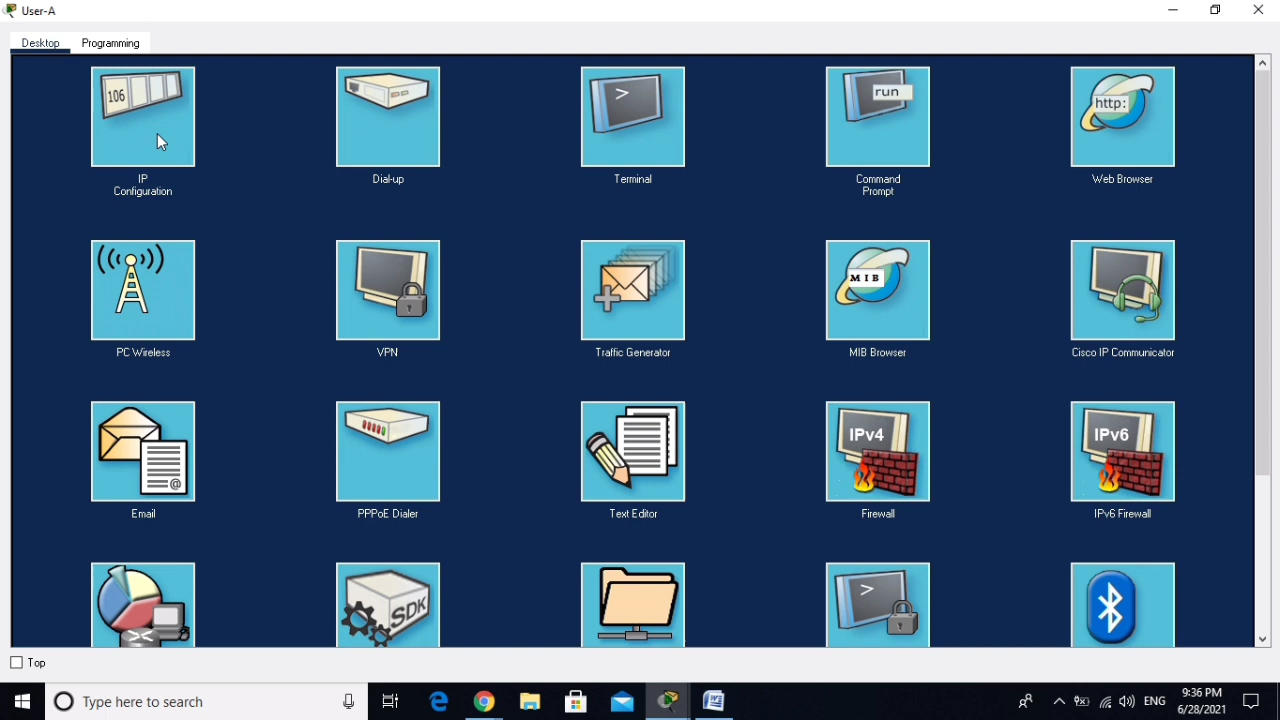 User-A
Desktop Programming
106
>
run
http:
IP
Configuration
Dial-up
Terminal
Command
Prompt
Web Browser
MIB
PC Wireless
VPN
Traffic Generator
MIB Browser
Cisco IP Communicator
IPv4
IPv6
@
Email
PPPoE Dialer
Text Editor
Firewall
IPv6 Firewall
SDK
>
Top
Type here to search
ENG
9:36 PM
6/28/2021